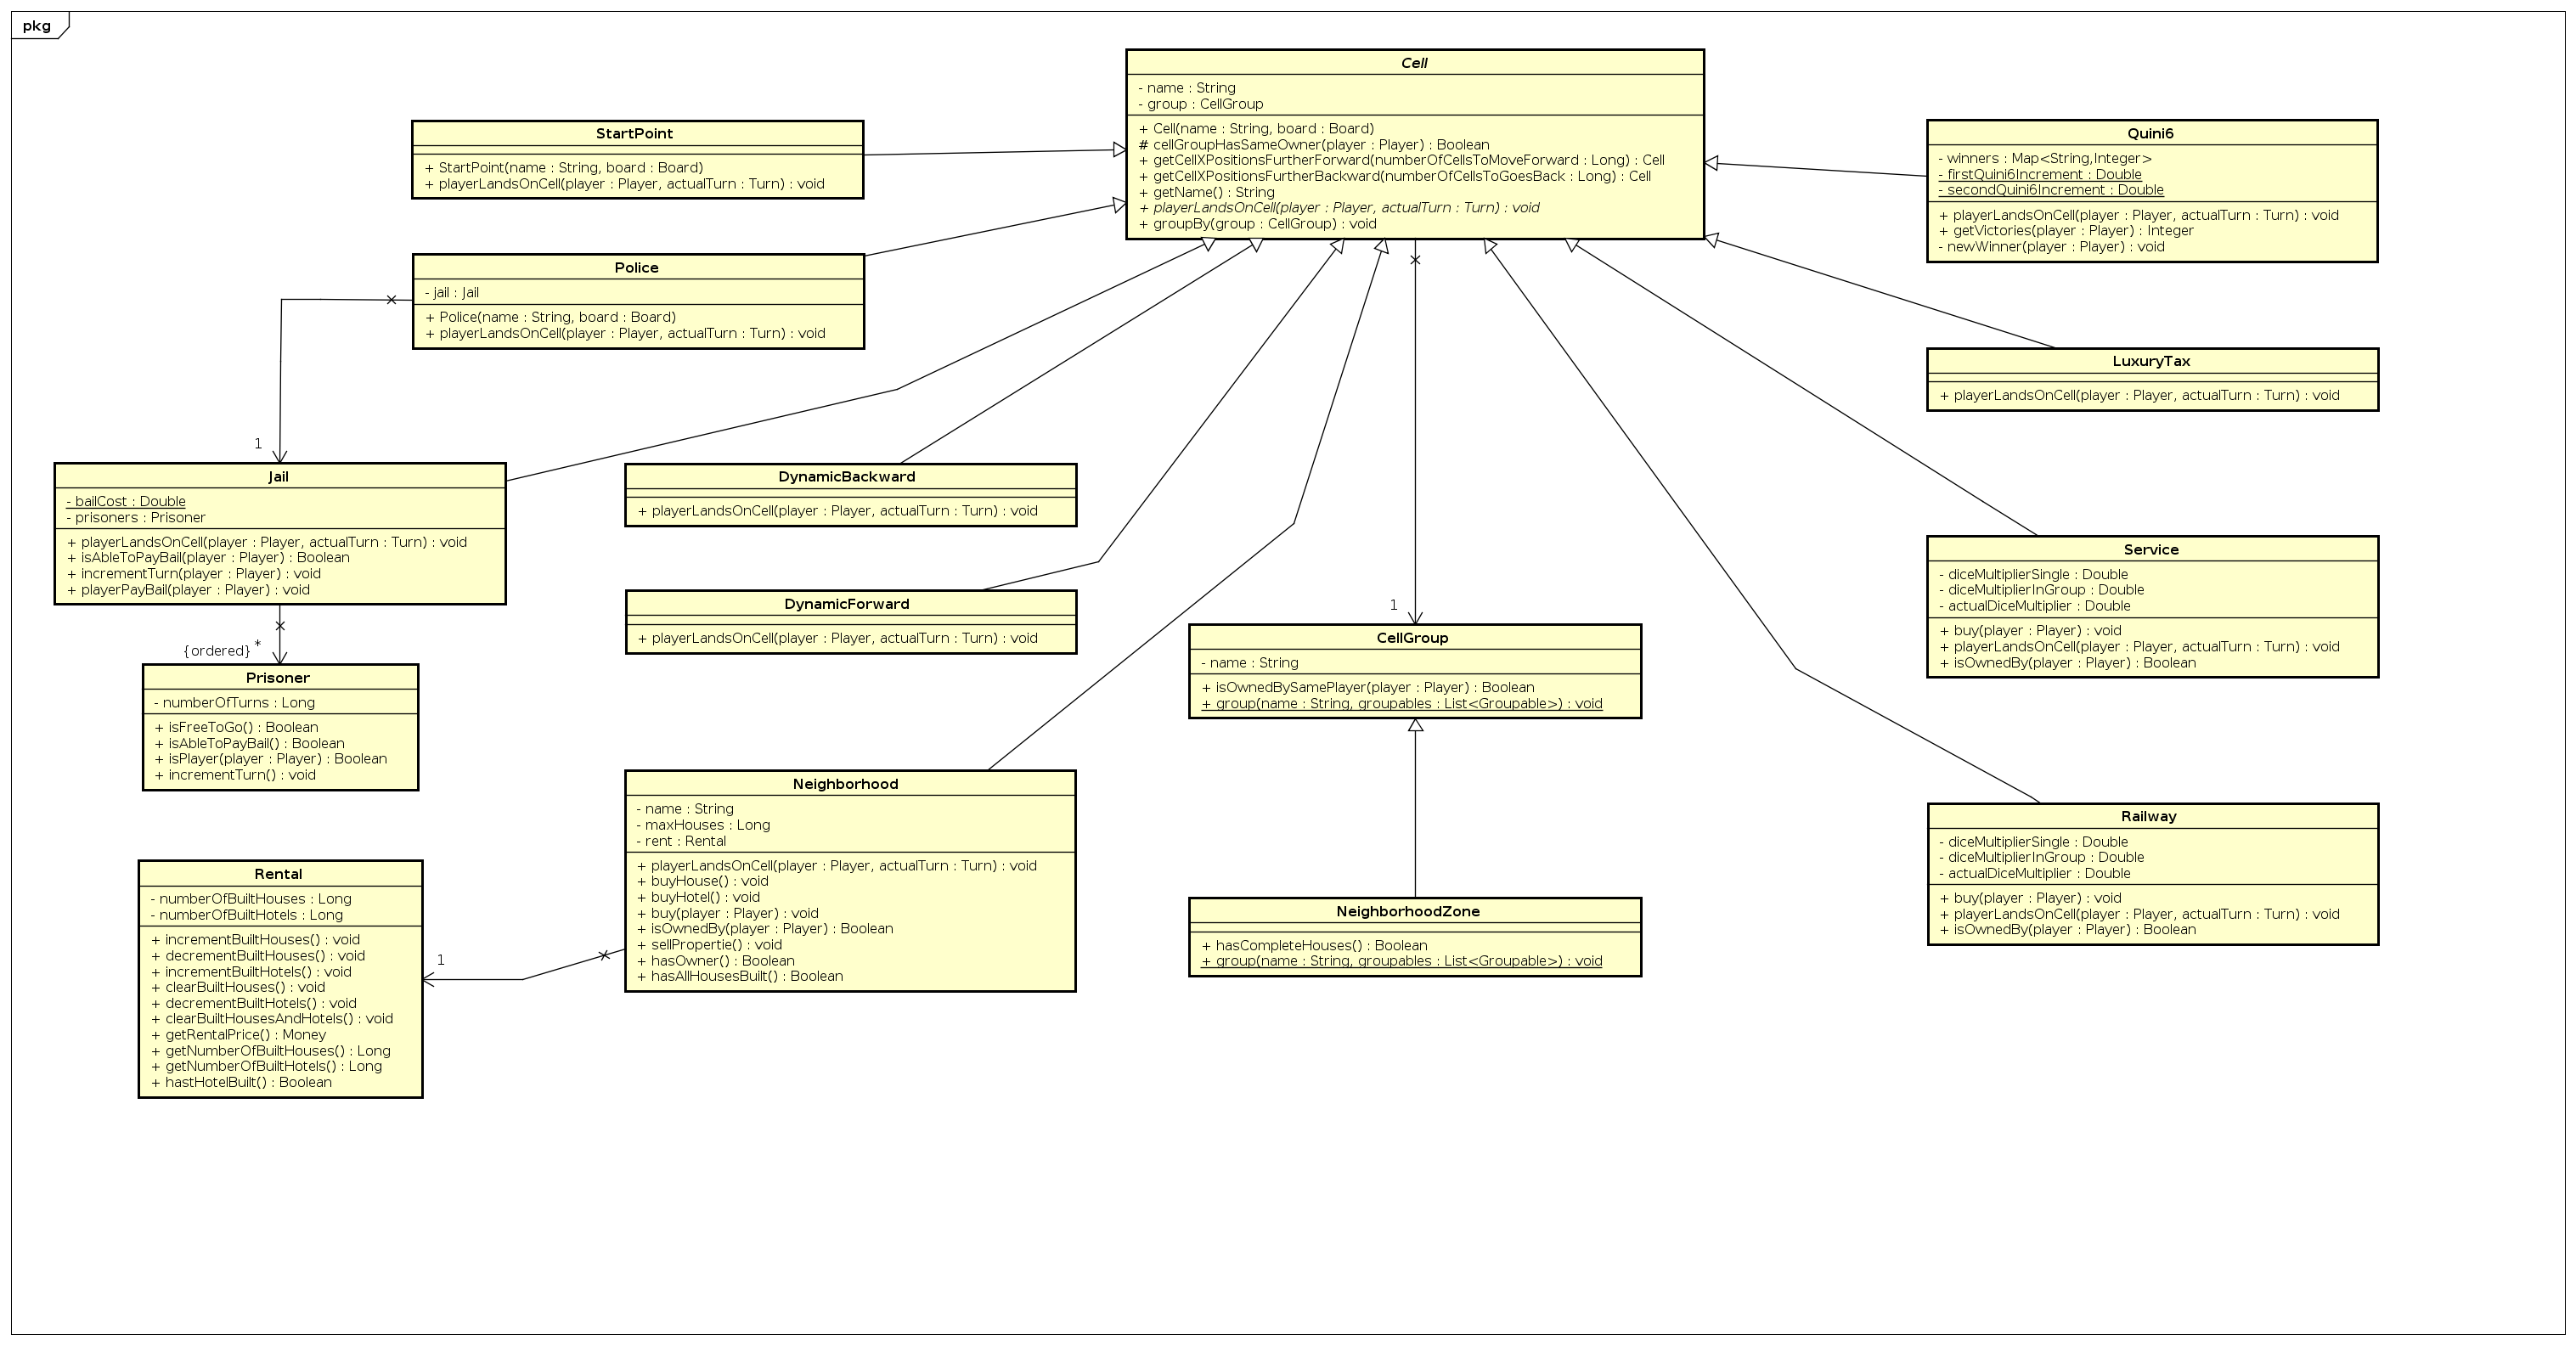 pkg
Cell
- name : String
- group : CellGroup
+ Cell(name : String, board : Board)
# cellGroupHasSameOwner(player : Player) : Boolean
+ getCellXPositionsFurtherForward(numberOfCellsToMoveForward : Long) : Cell
+ getCellXPositionsFurtherBackward(numberOfCellsToGoesBack : Long) : Cell
+ getName() : String
+ playerLandsOnCell(player : Player, actualTurn : Turn) : void
+ groupBy(group : CellGroup) : void
StartPoint
+ StartPoint(name : String, board : Board)
+ playerLandsOnCell(player : Player, actualTurn : Turn) : void
Quini6
- winners : Map<String,Integer>
- firstQuini6Increment : Double
- secondQuini6Increment : Double
+ playerLandsOnCell(player : Player, actualTurn : Turn) : void
+ getVictories(player : Player) : Integer
- newWinner(player : Player) : void
Police
- jail : Jail
+ Police(name : String, board : Board)
+ playerLandsOnCell(player : Player, actualTurn : Turn) : void
LuxuryTax
+ playerLandsOnCell(player : Player, actualTurn : Turn) : void
1
Jail
- bailCost : Double
- prisoners : Prisoner
+ playerLandsOnCell(player : Player, actualTurn : Turn) : void
+ isAbleToPayBail(player : Player) : Boolean
+ incrementTurn(player : Player) : void
+ playerPayBail(player : Player) : void
DynamicBackward
+ playerLandsOnCell(player : Player, actualTurn : Turn) : void
DynamicForward
+ playerLandsOnCell(player : Player, actualTurn : Turn) : void
Service
- diceMultiplierSingle : Double
- diceMultiplierInGroup : Double
- actualDiceMultiplier : Double
+ buy(player : Player) : void
+ playerLandsOnCell(player : Player, actualTurn : Turn) : void
+ isOwnedBy(player : Player) : Boolean
1
CellGroup
- name : String
+ isOwnedBySamePlayer(player : Player) : Boolean
+ group(name : String, groupables : List<Groupable>) : void
{ordered} *
Prisoner
- numberOfTurns : Long
+ isFreeToGo() : Boolean
+ isAbleToPayBail() : Boolean
+ isPlayer(player : Player) : Boolean
+ incrementTurn() : void
Neighborhood
- name : String
- maxHouses : Long
- rent : Rental
+ playerLandsOnCell(player : Player, actualTurn : Turn) : void
+ buyHouse() : void
+ buyHotel() : void
+ buy(player : Player) : void
+ isOwnedBy(player : Player) : Boolean
+ sellPropertie() : void
+ hasOwner() : Boolean
+ hasAllHousesBuilt() : Boolean
Railway
- diceMultiplierSingle : Double
- diceMultiplierInGroup : Double
- actualDiceMultiplier : Double
+ buy(player : Player) : void
+ playerLandsOnCell(player : Player, actualTurn : Turn) : void
+ isOwnedBy(player : Player) : Boolean
Rental
- numberOfBuiltHouses : Long
- numberOfBuiltHotels : Long
+ incrementBuiltHouses() : void
+ decrementBuiltHouses() : void
+ incrementBuiltHotels() : void
+ clearBuiltHouses() : void
+ decrementBuiltHotels() : void
+ clearBuiltHousesAndHotels() : void
+ getRentalPrice() : Money
+ getNumberOfBuiltHouses() : Long
+ getNumberOfBuiltHotels() : Long
+ hastHotelBuilt() : Boolean
1
NeighborhoodZone
+ hasCompleteHouses() : Boolean
+ group(name : String, groupables : List<Groupable>) : void